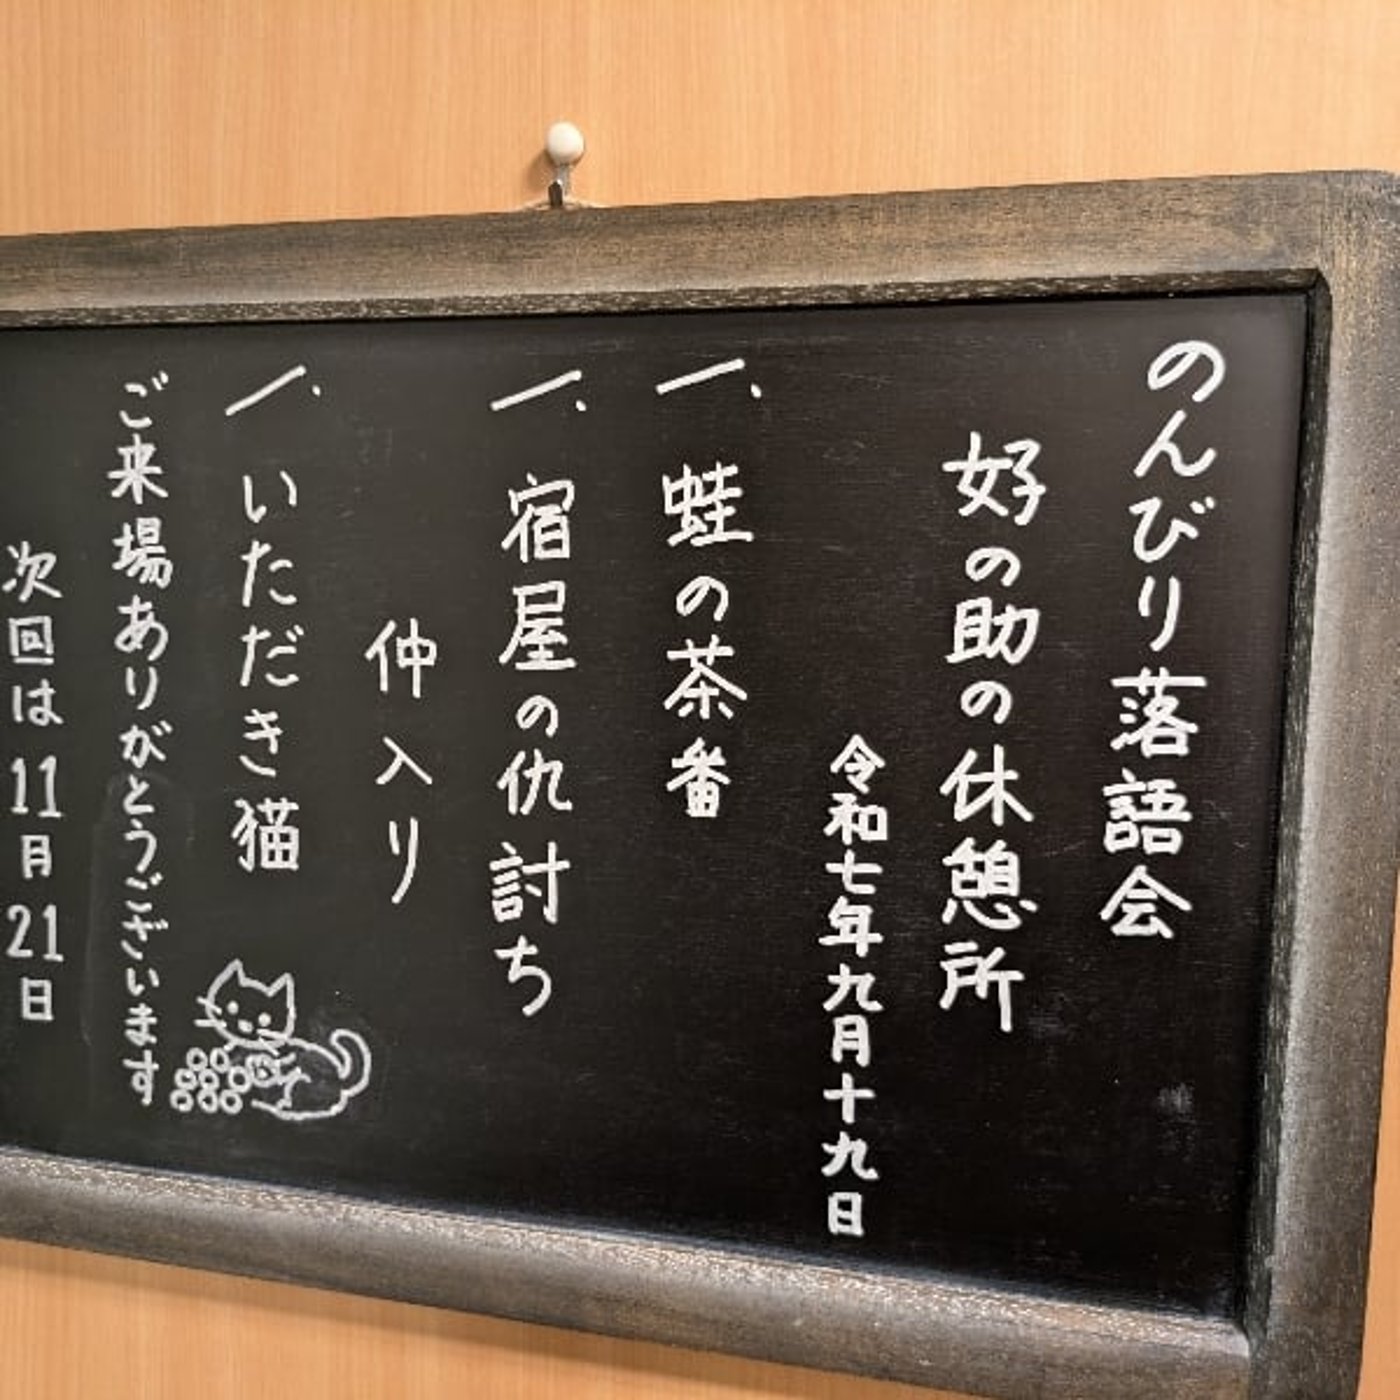 のんびり落語会
好の助の休憩所
令和七年九月十九日
一、蛙の茶番
一、宿屋の仇討ち
仲入り
一、いただき猫
ご来場ありがとうございます
次回は11月21日